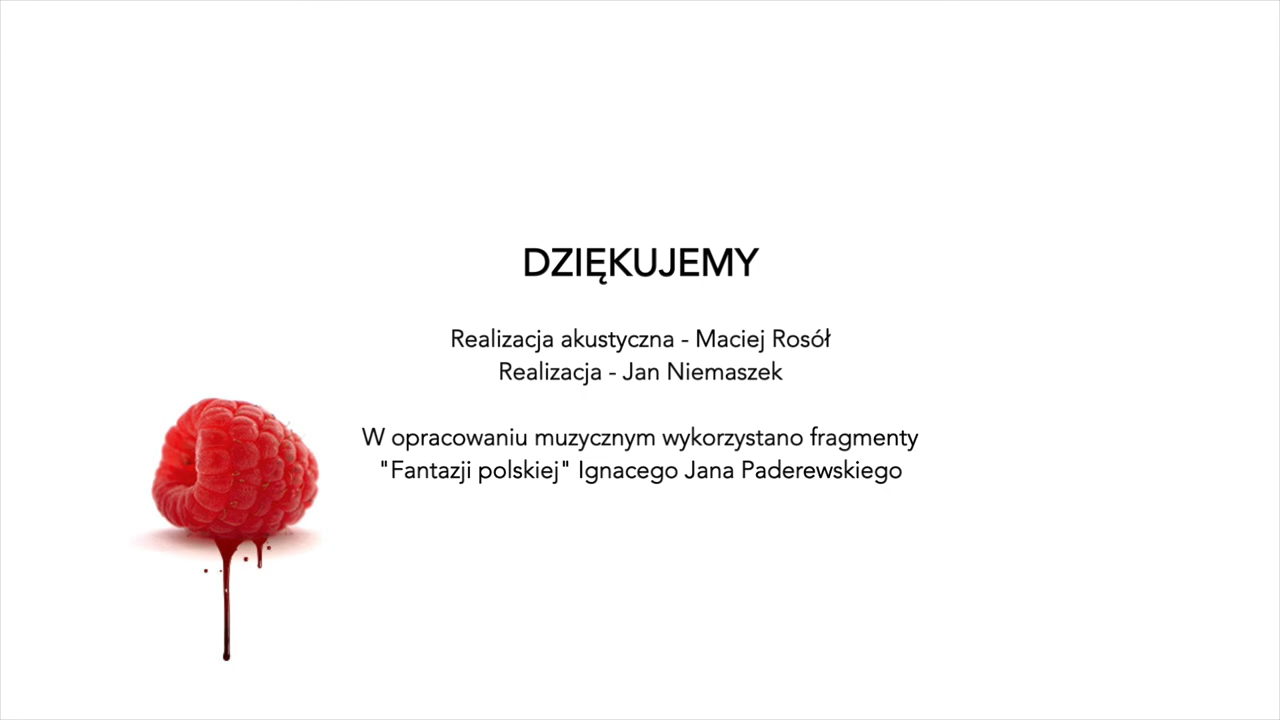 DZIĘKUJEMY
Realizacja akustyczna - Maciej Rosół
Realizacja - Jan Niemaszek
W opracowaniu muzycznym wykorzystano fragmenty
"Fantazji polskiej" Ignacego Jana Paderewskiego